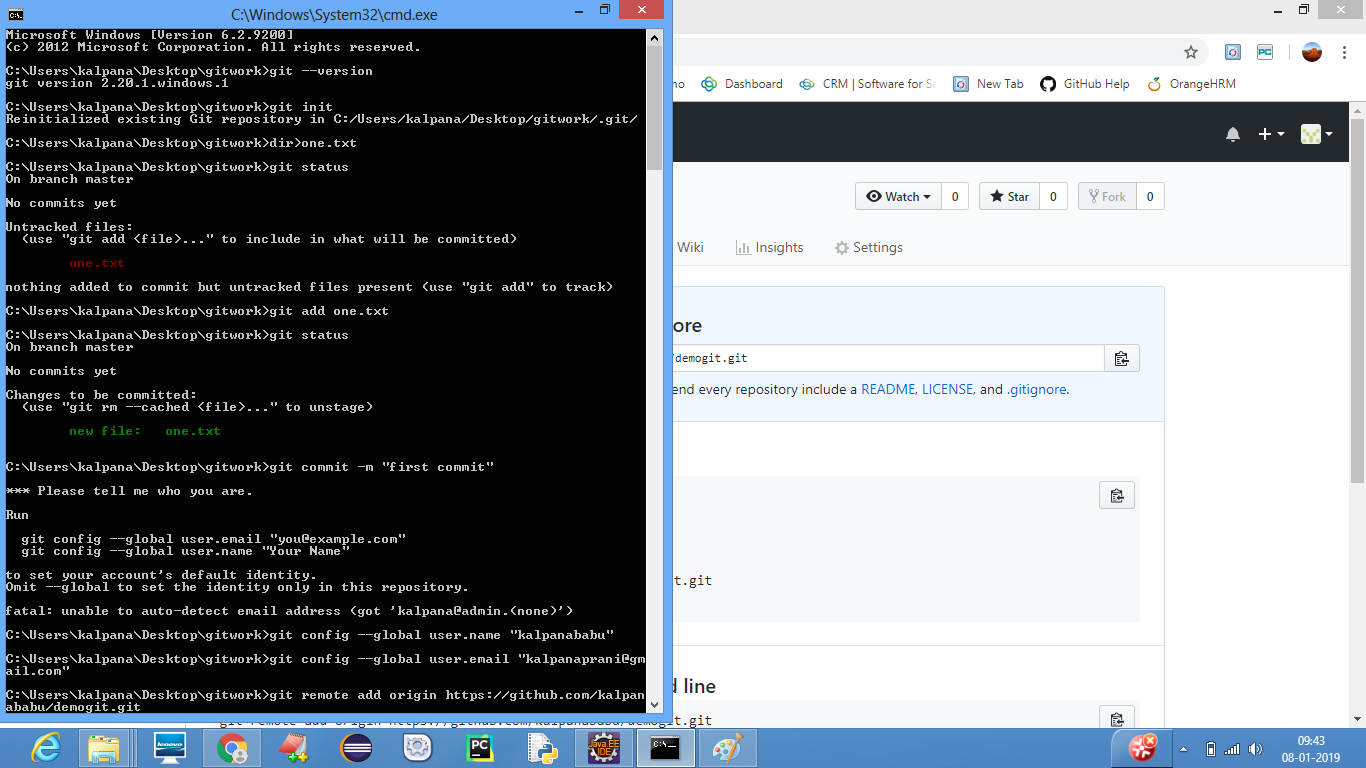 C:\Windows\System32\cmd.exe
Microsoft Windows [Version 6.2.9200]
(c) 2012 Microsoft Corporation. All rights reserved.
C:\Users\kalpana\Desktop\gitwork>git --version
git version 2.20.1.windows.1
C:\Users\kalpana\Desktop\gitwork>git init
Reinitialized existing Git repository in C:/Users/kalpana/Desktop/gitwork/.git/
C:\Users\kalpana\Desktop\gitwork>dir>one.txt
C:\Users\kalpana\Desktop\gitwork>git status
On branch master
No commits yet
Untracked files:
(use "git add <file>..." to include in what will be committed)
one.txt
nothing added to commit but untracked files present (use "git add" to track)
C:\Users\kalpana\Desktop\gitwork>git add one.txt
C:\Users\kalpana\Desktop\gitwork>git status
On branch master
No commits yet
Changes to be committed:
(use "git rm --cached <file>..." to unstage)
new file:   one.txt
C:\Users\kalpana\Desktop\gitwork>git commit -m "first commit"
*** Please tell me who you are.
Run
git config --global user.email "you@example.com"
git config --global user.name "Your Name"
to set your account's default identity.
Omit --global to set the identity only in this repository.
fatal: unable to auto-detect email address (got 'kalpana@admin.(none)')
C:\Users\kalpana\Desktop\gitwork>git config --global user.name "kalpanababu"
C:\Users\kalpana\Desktop\gitwork>git config --global user.email "kalpanaprani@gm
ail.com"
C:\Users\kalpana\Desktop\gitwork>git remote add origin https://github.com/kalpan
ababu/demogit.git
PC
mo Dashboard CRM | Software for Sa New Tab GitHub Help OrangeHRM
Watch 0 Star 0 Fork 0
Wiki Insights Settings
ore
/demogit.git
end every repository include a README, LICENSE, and .gitignore.
t.git
d line
git remote add origin https://github.com/kalpanababu/demogit.git
lenovo PC Java EE IDE C:\
09:43
08-01-2019